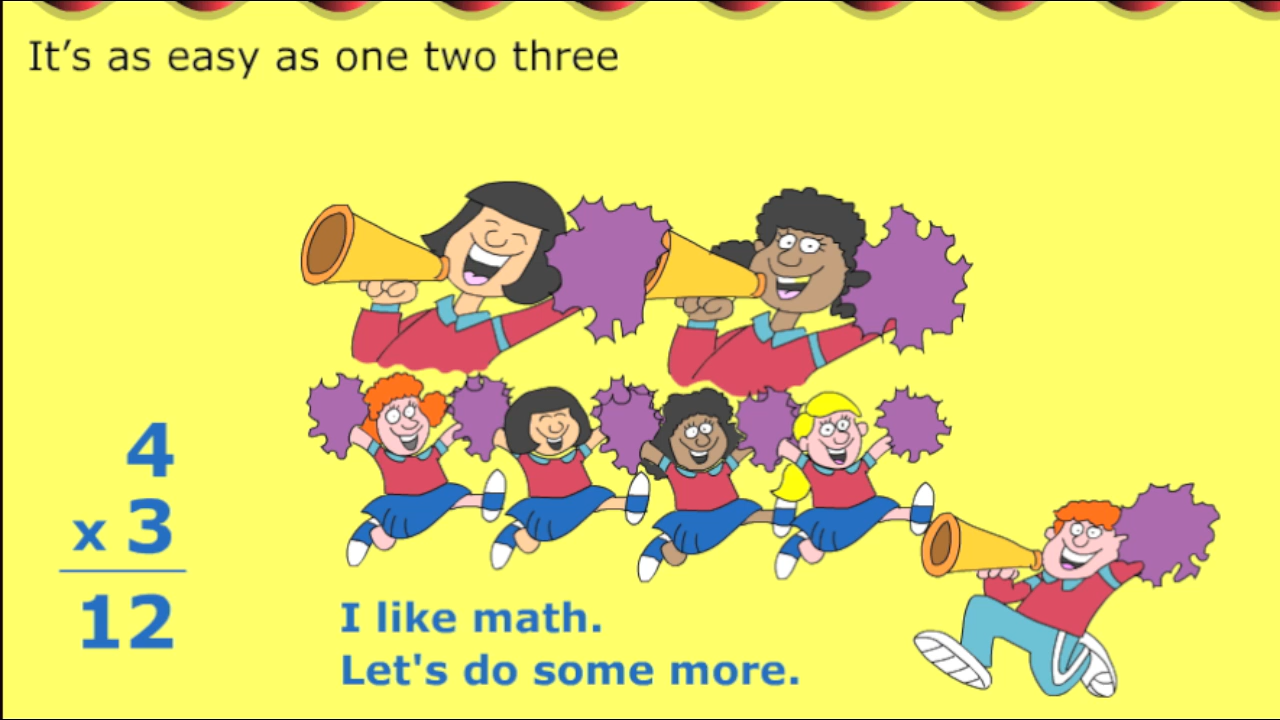 It’s as easy as one two three
4
x 3
12
I like math.
Let's do some more.